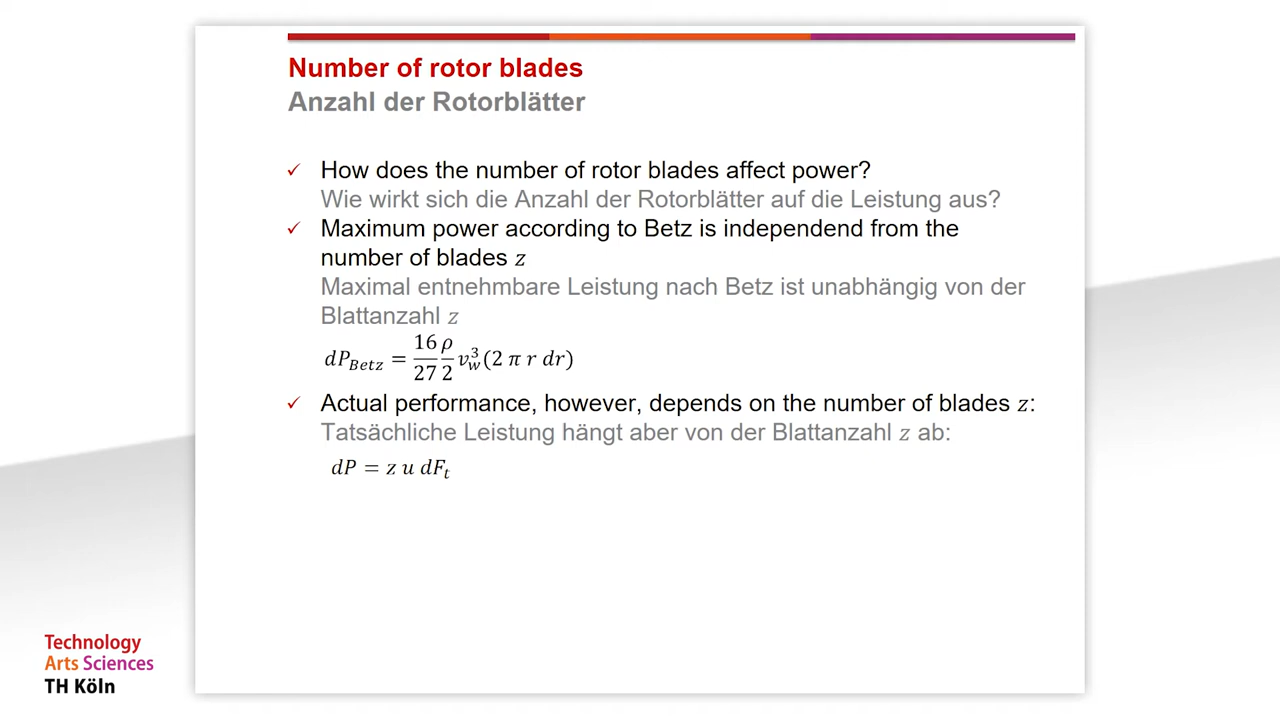 Number of rotor blades
Anzahl der Rotorblätter
✓ How does the number of rotor blades affect power?
Wie wirkt sich die Anzahl der Rotorblätter auf die Leistung aus?
✓ Maximum power according to Betz is independend from the
number of blades z
Maximal entnehmbare Leistung nach Betz ist unabhängig von der
Blattanzahl z
dP_Betz = 16/27 ρ/2 v_w^3 (2 π r dr)
✓ Actual performance, however, depends on the number of blades z:
Tatsächliche Leistung hängt aber von der Blattanzahl z ab:
dP = z u dF_t
Technology
Arts Sciences
TH Köln